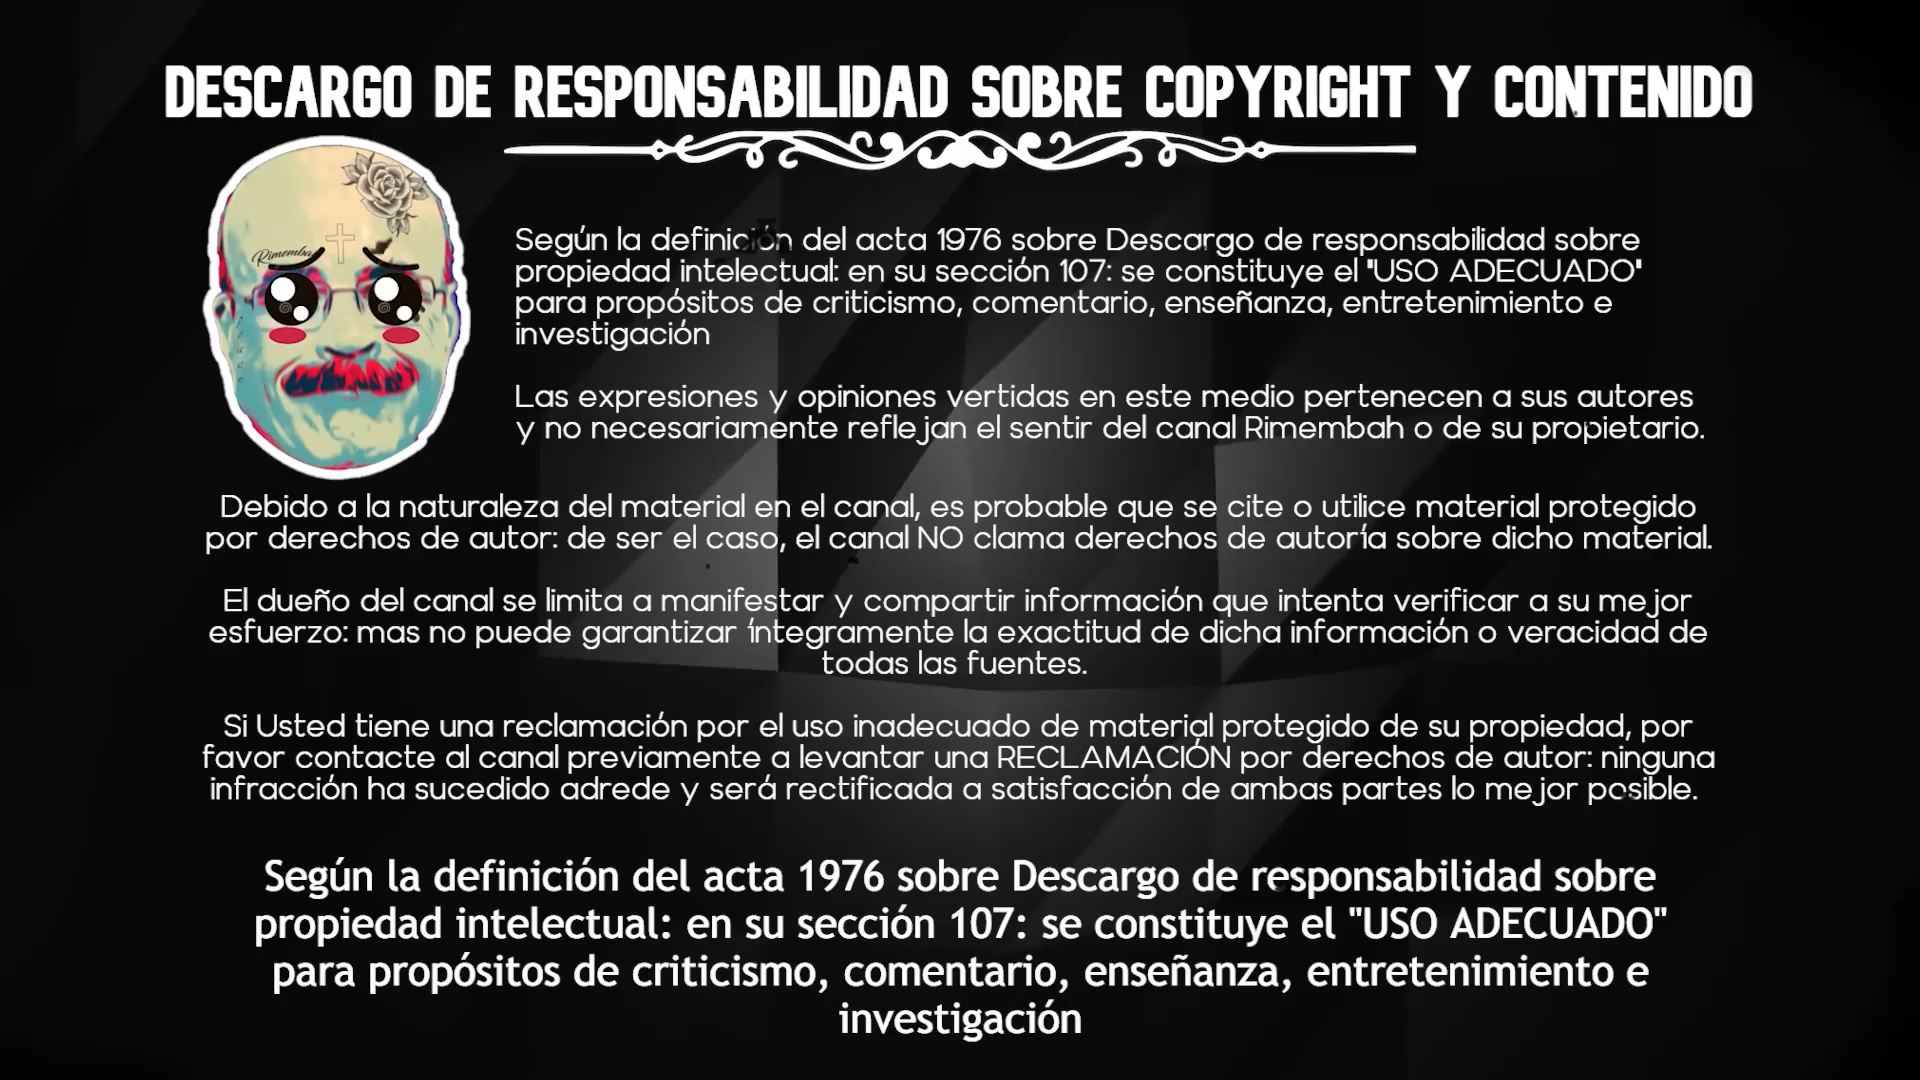 DESCARGO DE RESPONSABILIDAD SOBRE COPYRIGHT Y CONTENIDO
Rimemba
Según la definición del acta 1976 sobre Descargo de responsabilidad sobre
propiedad intelectual: en su sección 107: se constituye el "USO ADECUADO"
para propósitos de criticismo, comentario, enseñanza, entretenimiento e
investigación
Las expresiones y opiniones vertidas en este medio pertenecen a sus autores
y no necesariamente reflejan el sentir del canal Rimembah o de su propietario.
Debido a la naturaleza del material en el canal, es probable que se cite o utilice material protegido
por derechos de autor: de ser el caso, el canal NO clama derechos de autoría sobre dicho material.
El dueño del canal se limita a manifestar y compartir información que intenta verificar a su mejor
esfuerzo: mas no puede garantizar íntegramente la exactitud de dicha información o veracidad de
todas las fuentes.
Si Usted tiene una reclamación por el uso inadecuado de material protegido de su propiedad, por
favor contacte al canal previamente a levantar una RECLAMACIÓN por derechos de autor: ninguna
infracción ha sucedido adrede y será rectificada a satisfacción de ambas partes lo mejor posible.
Según la definición del acta 1976 sobre Descargo de responsabilidad sobre
propiedad intelectual: en su sección 107: se constituye el "USO ADECUADO"
para propósitos de criticismo, comentario, enseñanza, entretenimiento e
investigación